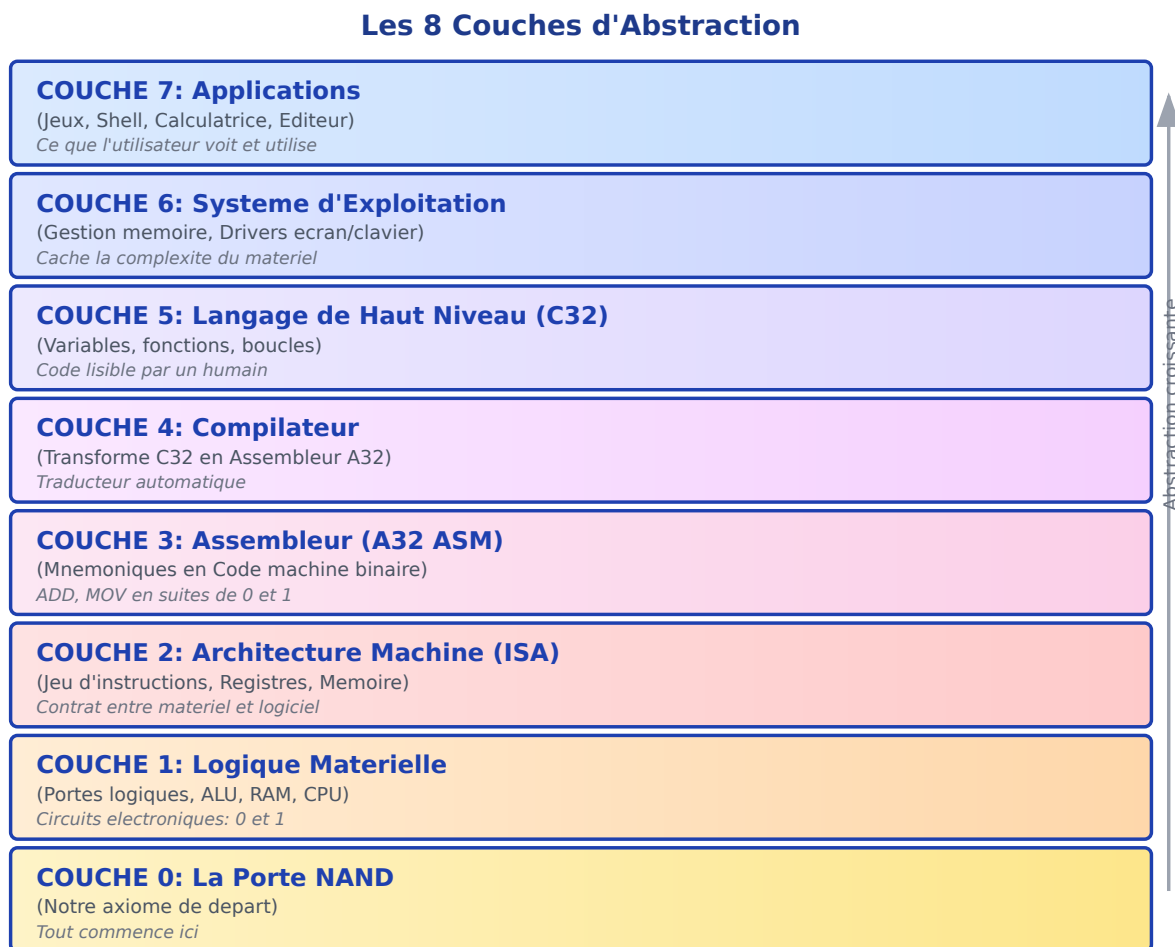 Les 8 Couches d'Abstraction
COUCHE 7: Applications
(Jeux, Shell, Calculatrice, Editeur)
Ce que l'utilisateur voit et utilise
COUCHE 6: Systeme d'Exploitation
(Gestion memoire, Drivers ecran/clavier)
Cache la complexite du materiel
COUCHE 5: Langage de Haut Niveau (C32)
(Variables, fonctions, boucles)
Code lisible par un humain
COUCHE 4: Compilateur
(Transforme C32 en Assembleur A32)
Traducteur automatique
COUCHE 3: Assembleur (A32 ASM)
(Mnemoniques en Code machine binaire)
ADD, MOV en suites de 0 et 1
COUCHE 2: Architecture Machine (ISA)
(Jeu d'instructions, Registres, Memoire)
Contrat entre materiel et logiciel
COUCHE 1: Logique Materielle
(Portes logiques, ALU, RAM, CPU)
Circuits electroniques: 0 et 1
COUCHE 0: La Porte NAND
(Notre axiome de depart)
Tout commence ici
Abstraction croissante